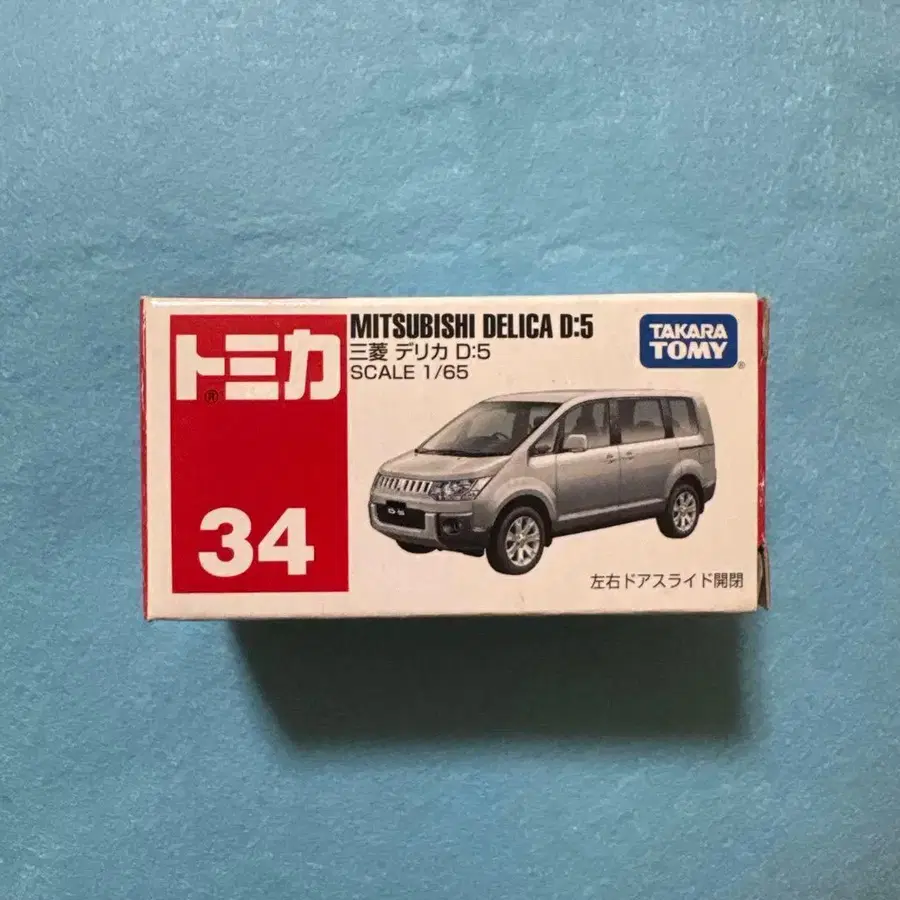 トミカ
®
34
MITSUBISHI DELICA D:5
三菱 デリカ D:5
SCALE 1/65
TAKARA
TOMY
®
左右ドアスライド開閉